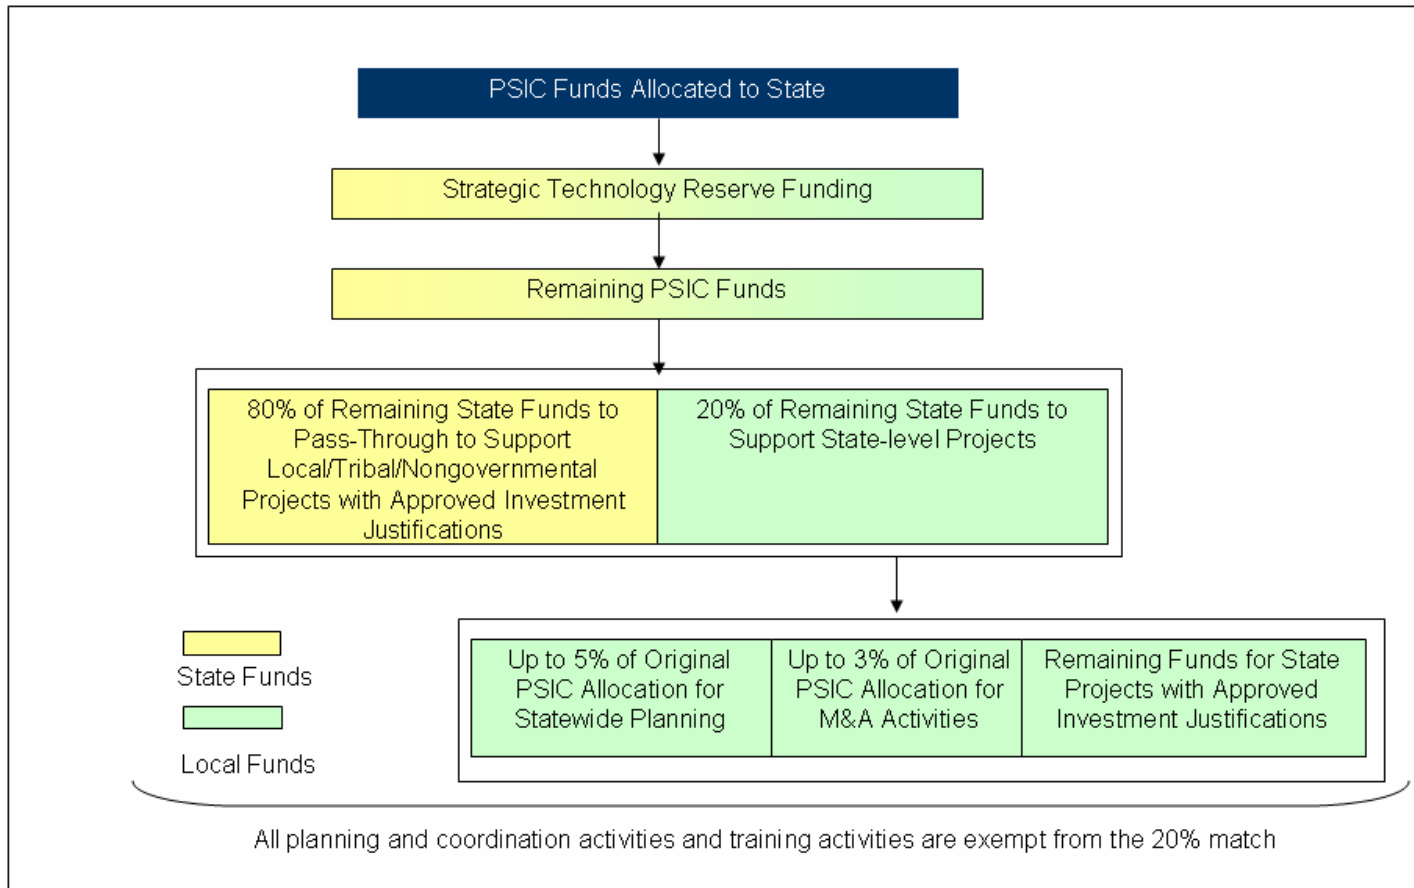 PSIC Funds Allocated to State
Strategic Technology Reserve Funding
Remaining PSIC Funds
80% of Remaining State Funds to
Pass-Through to Support
Local/Tribal/Nongovernmental
Projects with Approved Investment
Justifications
20% of Remaining State Funds to
Support State-level Projects
Up to 5% of Original
PSIC Allocation for
Statewide Planning
Up to 3% of Original
PSIC Allocation for
M&A Activities
Remaining Funds for State
Projects with Approved
Investment Justifications
State Funds
Local Funds
All planning and coordination activities and training activities are exempt from the 20% match